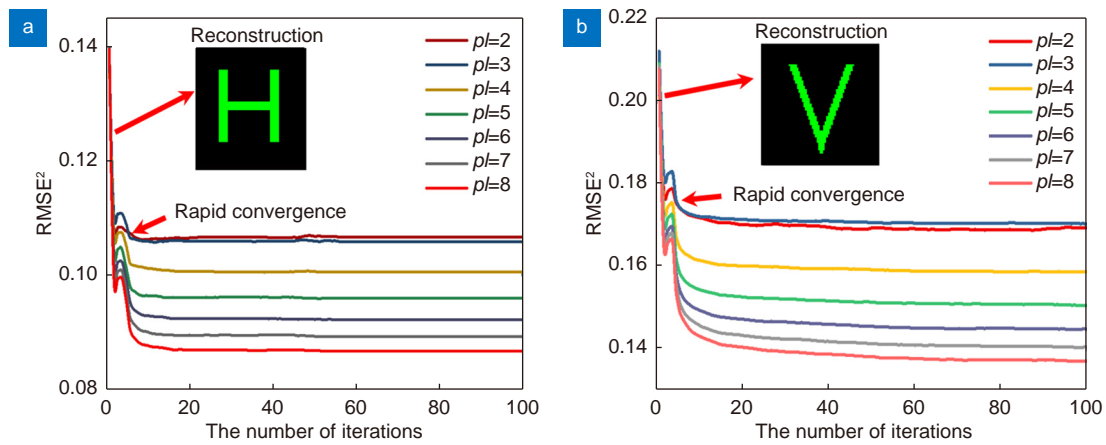 a
0.14
0.12
0.10
0.08
RMSE²
0
20
40
60
80
100
The number of iterations
Reconstruction
H
Rapid convergence
pl=2
pl=3
pl=4
pl=5
pl=6
pl=7
pl=8
b
0.22
0.20
0.18
0.16
0.14
RMSE²
0
20
40
60
80
100
The number of iterations
Reconstruction
V
Rapid convergence
pl=2
pl=3
pl=4
pl=5
pl=6
pl=7
pl=8